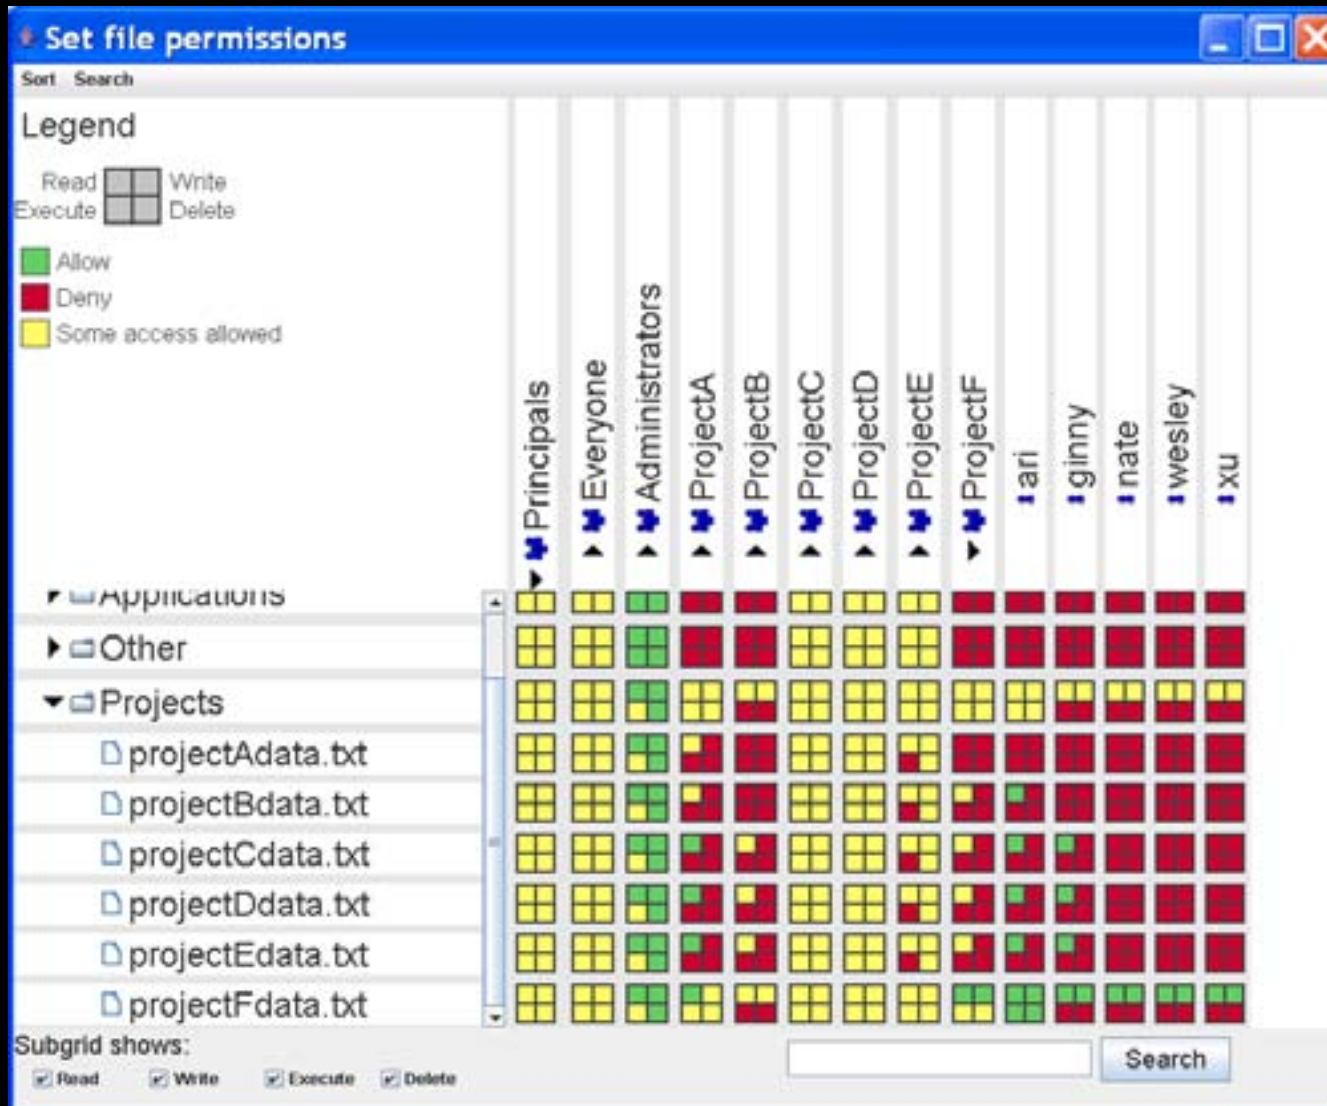 Set file permissions
Sort Search
Legend
Read Write
Execute Delete
Allow
Deny
Some access allowed
Principals
Everyone
Administrators
ProjectA
ProjectB
ProjectC
ProjectD
ProjectE
ProjectF
ari
ginny
nate
wesley
xu
Applications
Other
Projects
projectAdata.txt
projectBdata.txt
projectCdata.txt
projectDdata.txt
projectEdata.txt
projectFdata.txt
Subgrid shows:
Read Write Execute Delete
Search